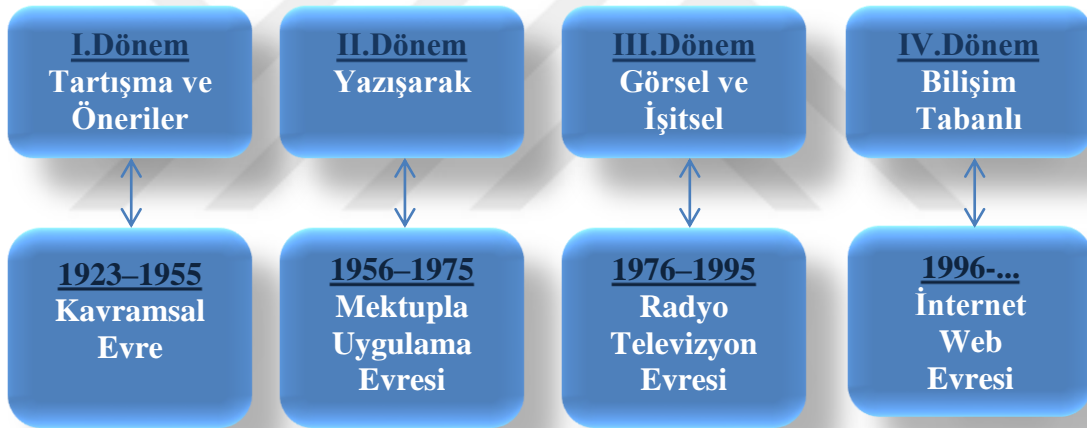 I.Dönem
Tartışma ve
Öneriler
II.Dönem
Yazışarak
III.Dönem
Görsel ve
İşitsel
IV.Dönem
Bilişim
Tabanlı
1923–1955
Kavramsal
Evre
1956–1975
Mektupla
Uygulama
Evresi
1976–1995
Radyo
Televizyon
Evresi
1996-...
İnternet
Web
Evresi